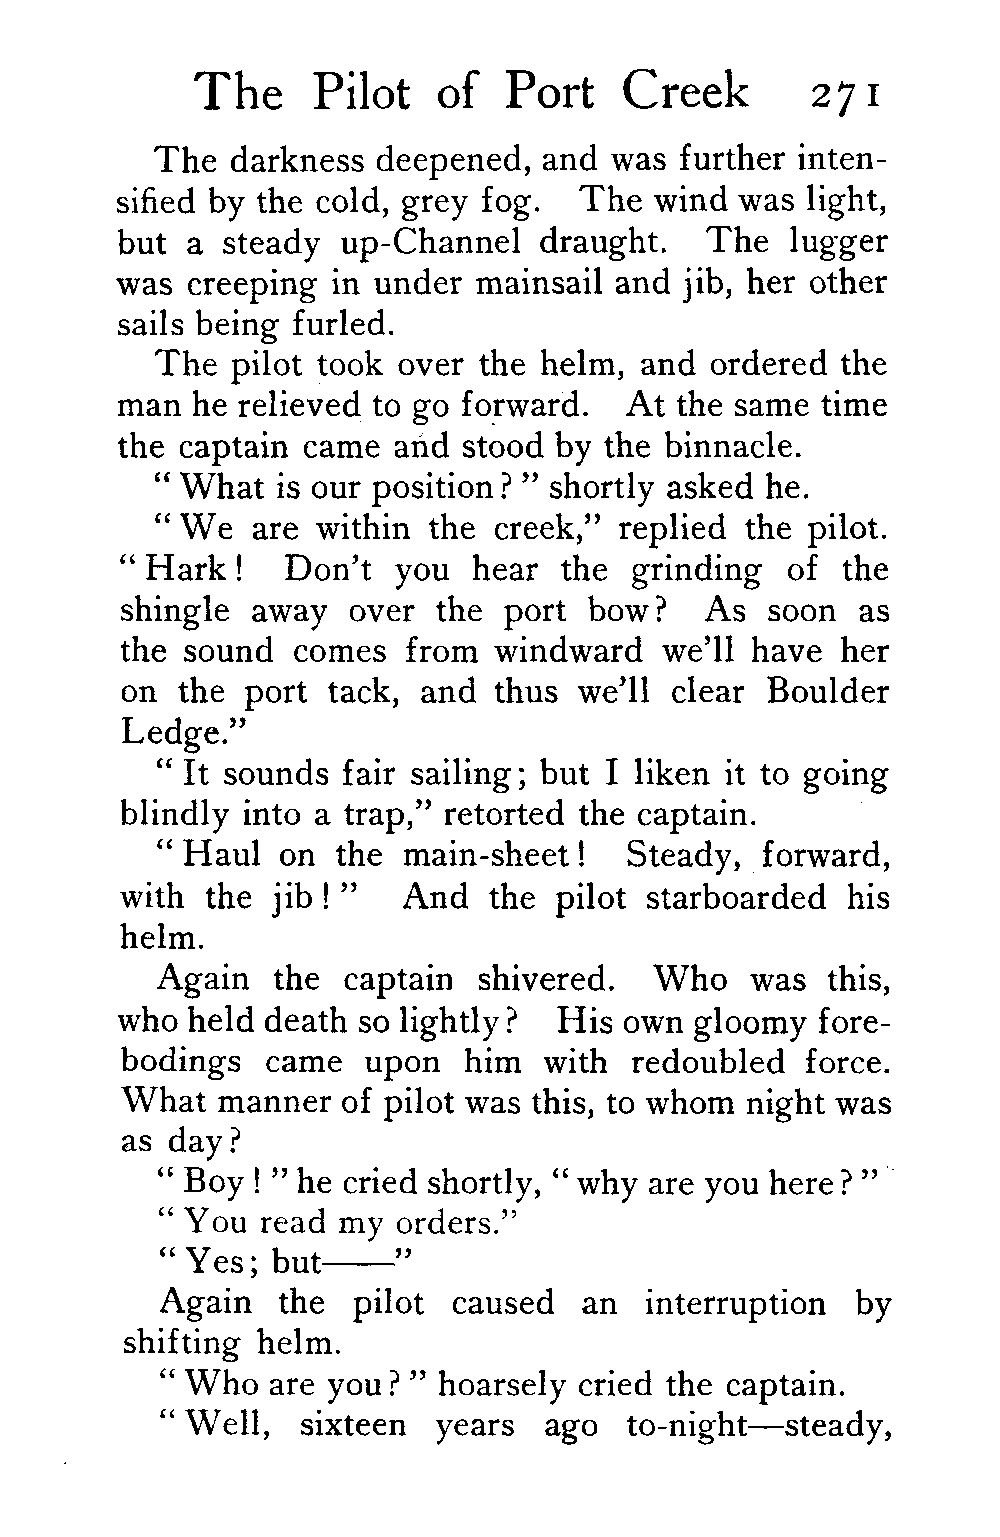 The Pilot of Port Creek 271
The darkness deepened, and was further inten-
sified by the cold, grey fog. The wind was light,
but a steady up-Channel draught. The lugger
was creeping in under mainsail and jib, her other
sails being furled.
The pilot took over the helm, and ordered the
man he relieved to go forward. At the same time
the captain came and stood by the binnacle.
“ What is our position ? ” shortly asked he.
“ We are within the creek,” replied the pilot.
“ Hark ! Don’t you hear the grinding of the
shingle away over the port bow ? As soon as
the sound comes from windward we’ll have her
on the port tack, and thus we’ll clear Boulder
Ledge.”
“ It sounds fair sailing ; but I liken it to going
blindly into a trap,” retorted the captain.
“ Haul on the main-sheet ! Steady, forward,
with the jib ! ” And the pilot starboarded his
helm.
Again the captain shivered. Who was this,
who held death so lightly ? His own gloomy fore-
bodings came upon him with redoubled force.
What manner of pilot was this, to whom night was
as day ?
“ Boy ! ” he cried shortly, “ why are you here ? ”
“ You read my orders.”
“ Yes ; but——”
Again the pilot caused an interruption by
shifting helm.
“ Who are you ? ” hoarsely cried the captain.
“ Well, sixteen years ago to-night—steady,